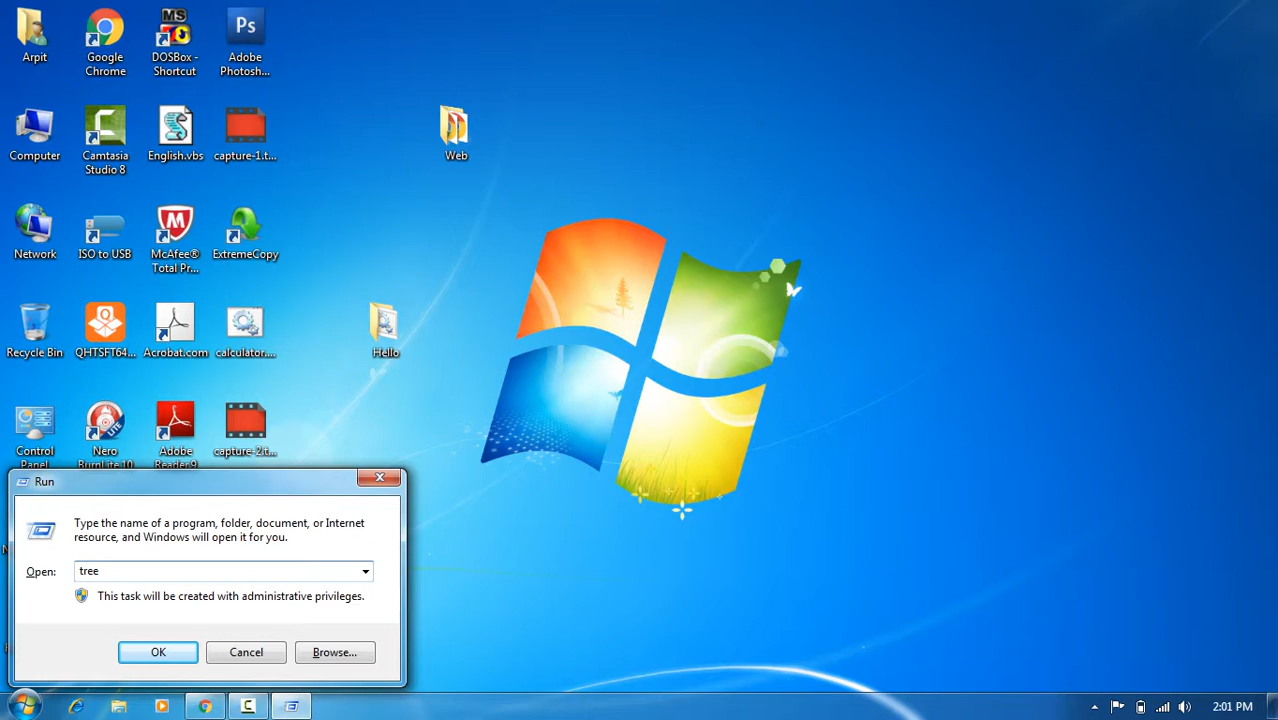 Arpit
Google
Chrome
MS
DOSBox -
Shortcut
Ps
Adobe
Photosh...
Computer
Camtasia
Studio 8
English.vbs
capture-1.t...
Web
Network
ISO to USB
McAfee®
Total Pr...
ExtremeCopy
Recycle Bin
QHTSFT64...
Acrobat.com
calculator....
Hello
Control
Panel
Nero
BurnLite 10
Adobe
Reader 9
capture-2.t...
Run
Type the name of a program, folder, document, or Internet
resource, and Windows will open it for you.
Open: tree
This task will be created with administrative privileges.
OK Cancel Browse...
2:01 PM